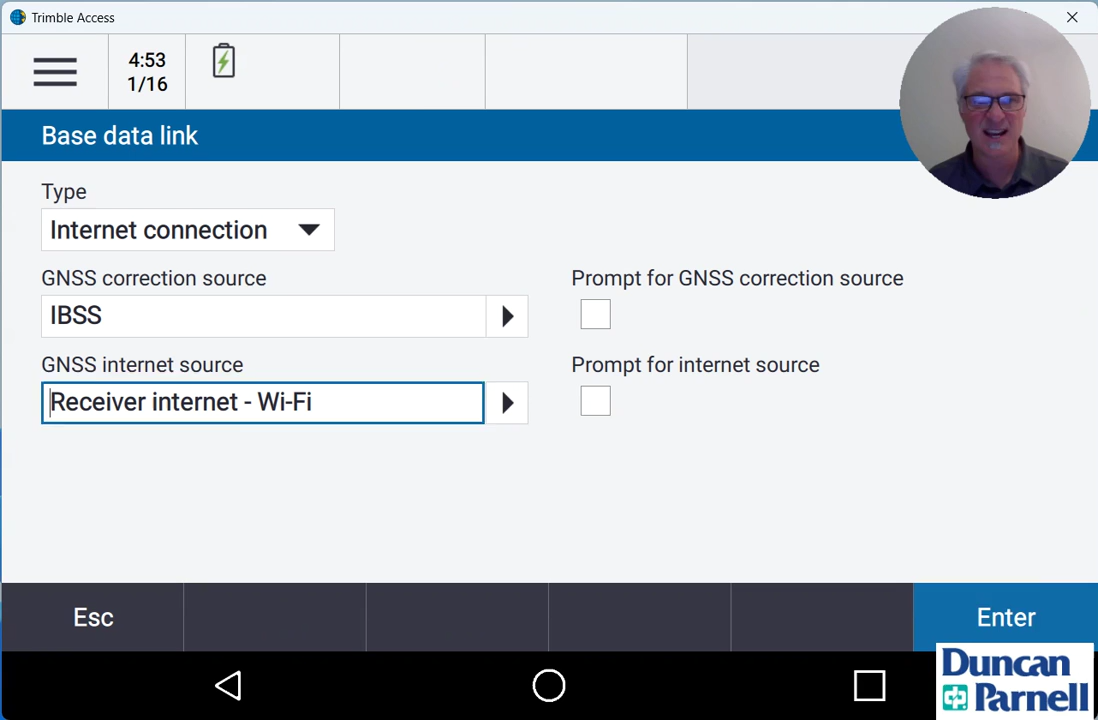 Trimble Access
4:53
1/16
Base data link
Type
Internet connection
GNSS correction source
Prompt for GNSS correction source
IBSS
GNSS internet source
Prompt for internet source
Receiver internet - Wi-Fi
Esc
Enter
Duncan
Parnell